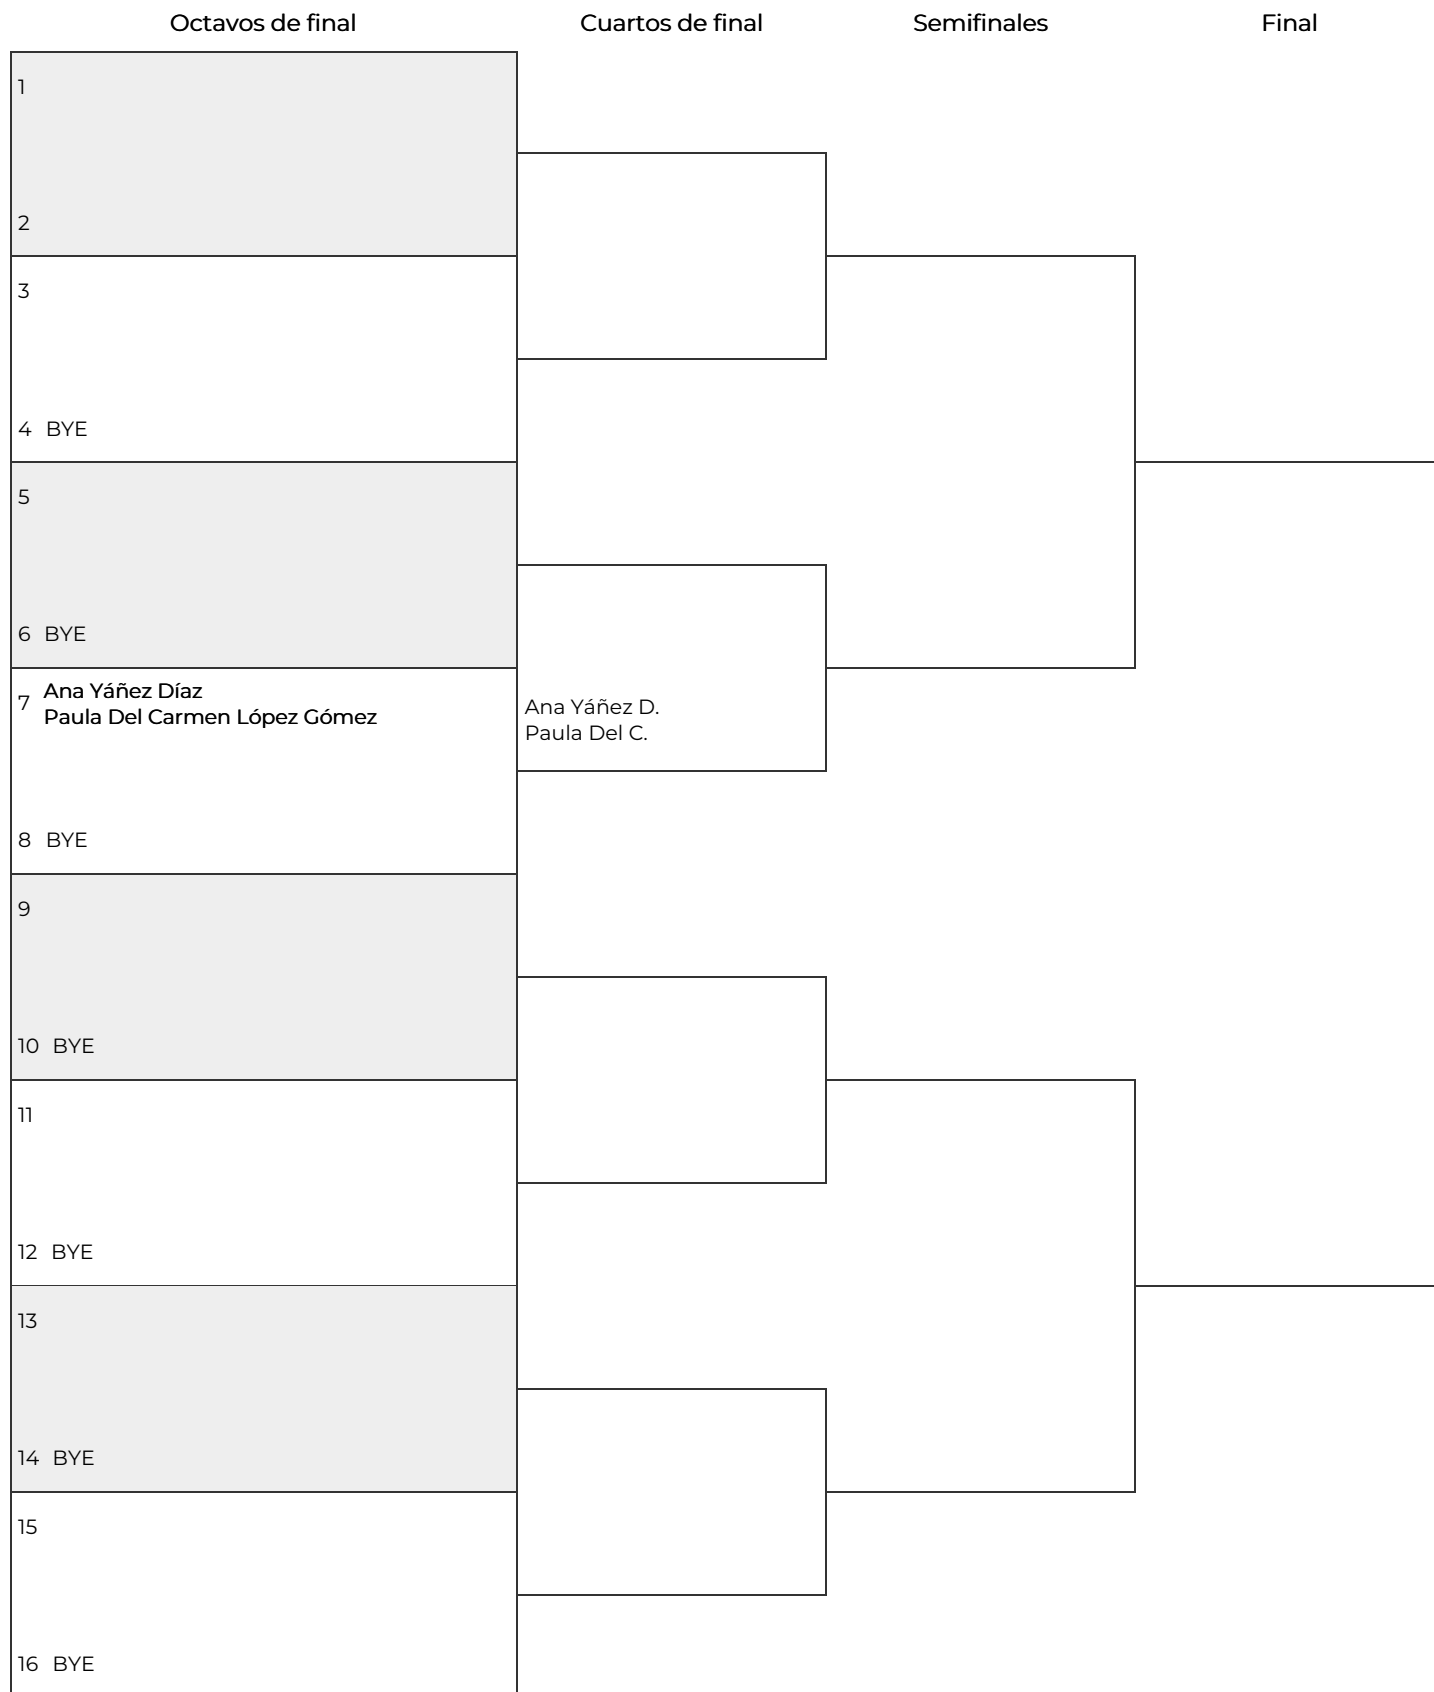 Octavos de final Cuartos de final Semifinales Final
1
2
3
4 BYE
5
6 BYE
7 Ana Yáñez Díaz
Paula Del Carmen López Gómez
Ana Yáñez D.
Paula Del C.
8 BYE
9
10 BYE
11
12 BYE
13
14 BYE
15
16 BYE